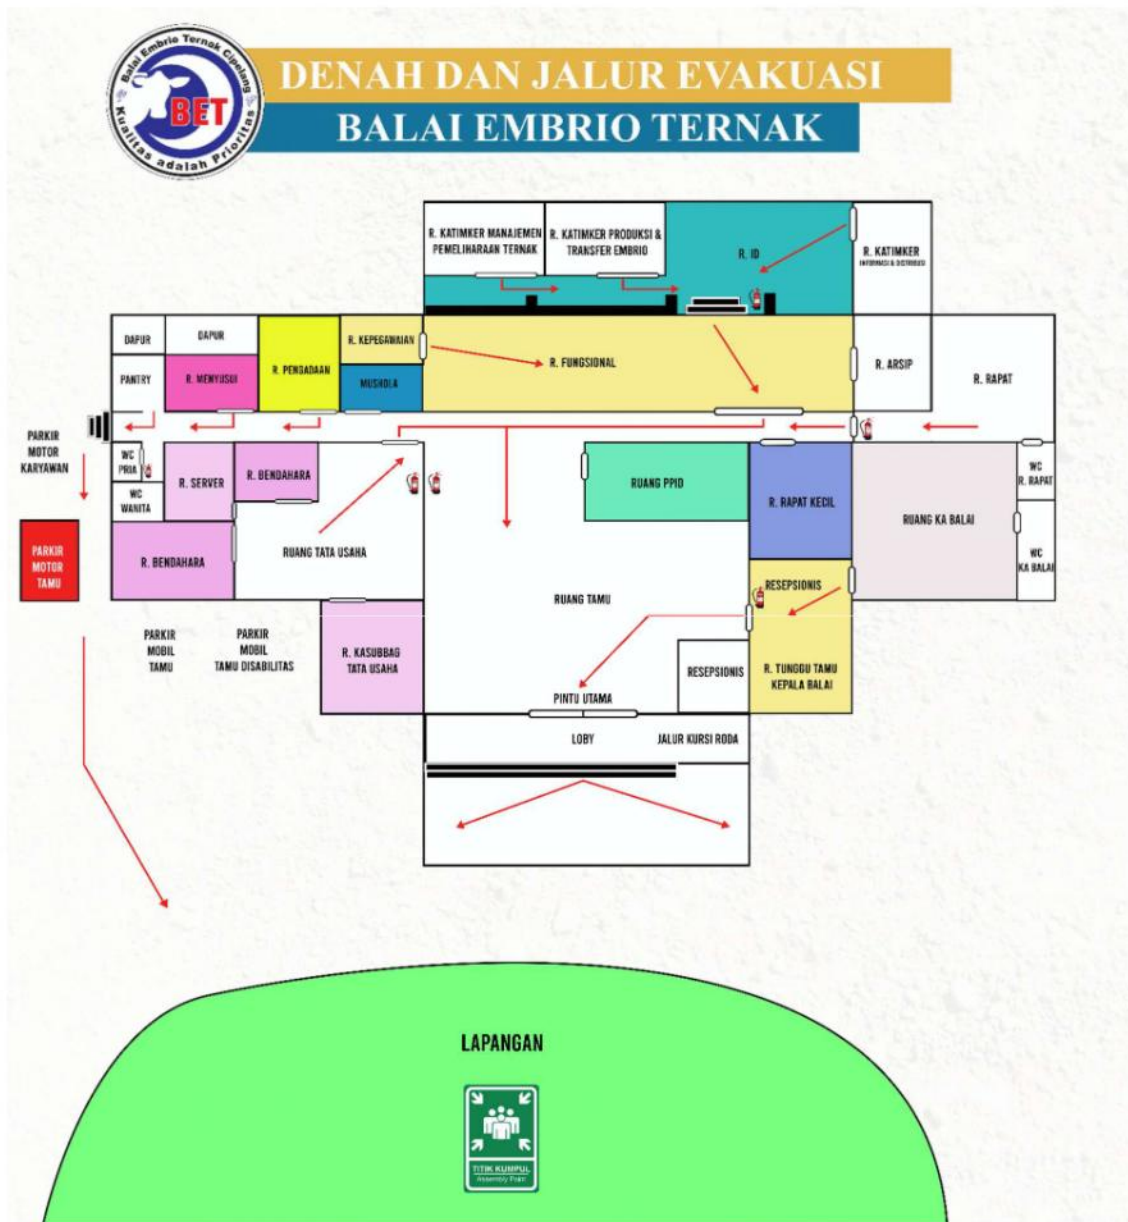 Balai Embrio Ternak Cipelang
BET
Kualitas adalah Prioritas
DENAH DAN JALUR EVAKUASI
BALAI EMBRIO TERNAK
R. KATIMKER MANAJEMEN
PEMELIHARAAN TERNAK
R. KATIMKER PRODUKSI &
TRANSFER EMBRIO
R. ID
R. KATIMKER
INFORMASI & DISTRIBUSI
DAPUR
DAPUR
R. PENGADAAN
R. KEPEGAWAIAN
R. FUNGSIONAL
R. ARSIP
R. RAPAT
PANTRY
R. MENYUSUI
MUSHOLA
PARKIR
MOTOR
KARYAWAN
WC
PRIA
R. SERVER
R. BENDAHARA
RUANG PPID
R. RAPAT KECIL
RUANG KA BALAI
WC
R. RAPAT
WC
WANITA
PARKIR
MOTOR
TAMU
R. BENDAHARA
RUANG TATA USAHA
RUANG TAMU
RESEPSIONIS
WC
KA BALAI
PARKIR
MOBIL
TAMU
PARKIR
MOBIL
TAMU DISABILITAS
R. KASUBBAG
TATA USAHA
RESEPSIONIS
R. TUNGGU TAMU
KEPALA BALAI
PINTU UTAMA
LOBY
JALUR KURSI RODA
LAPANGAN
TITIK KUMPUL
Assembly Point